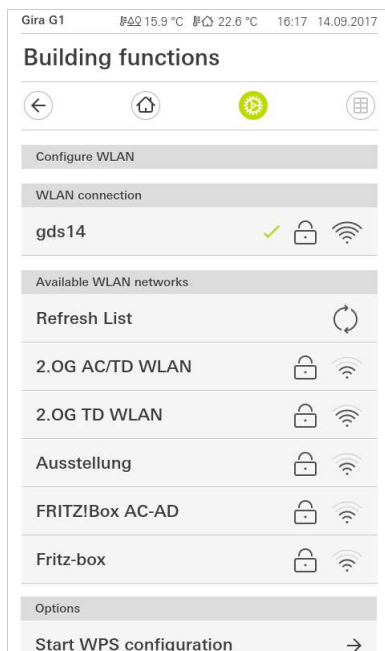 Gira G1 15.9 °C 22.6 °C 16:17 14.09.2017
Building functions
Configure WLAN
WLAN connection
gds14
Available WLAN networks
Refresh List
2.OG AC/TD WLAN
2.OG TD WLAN
Ausstellung
FRITZ!Box AC-AD
Fritz-box
Options
Start WPS configuration